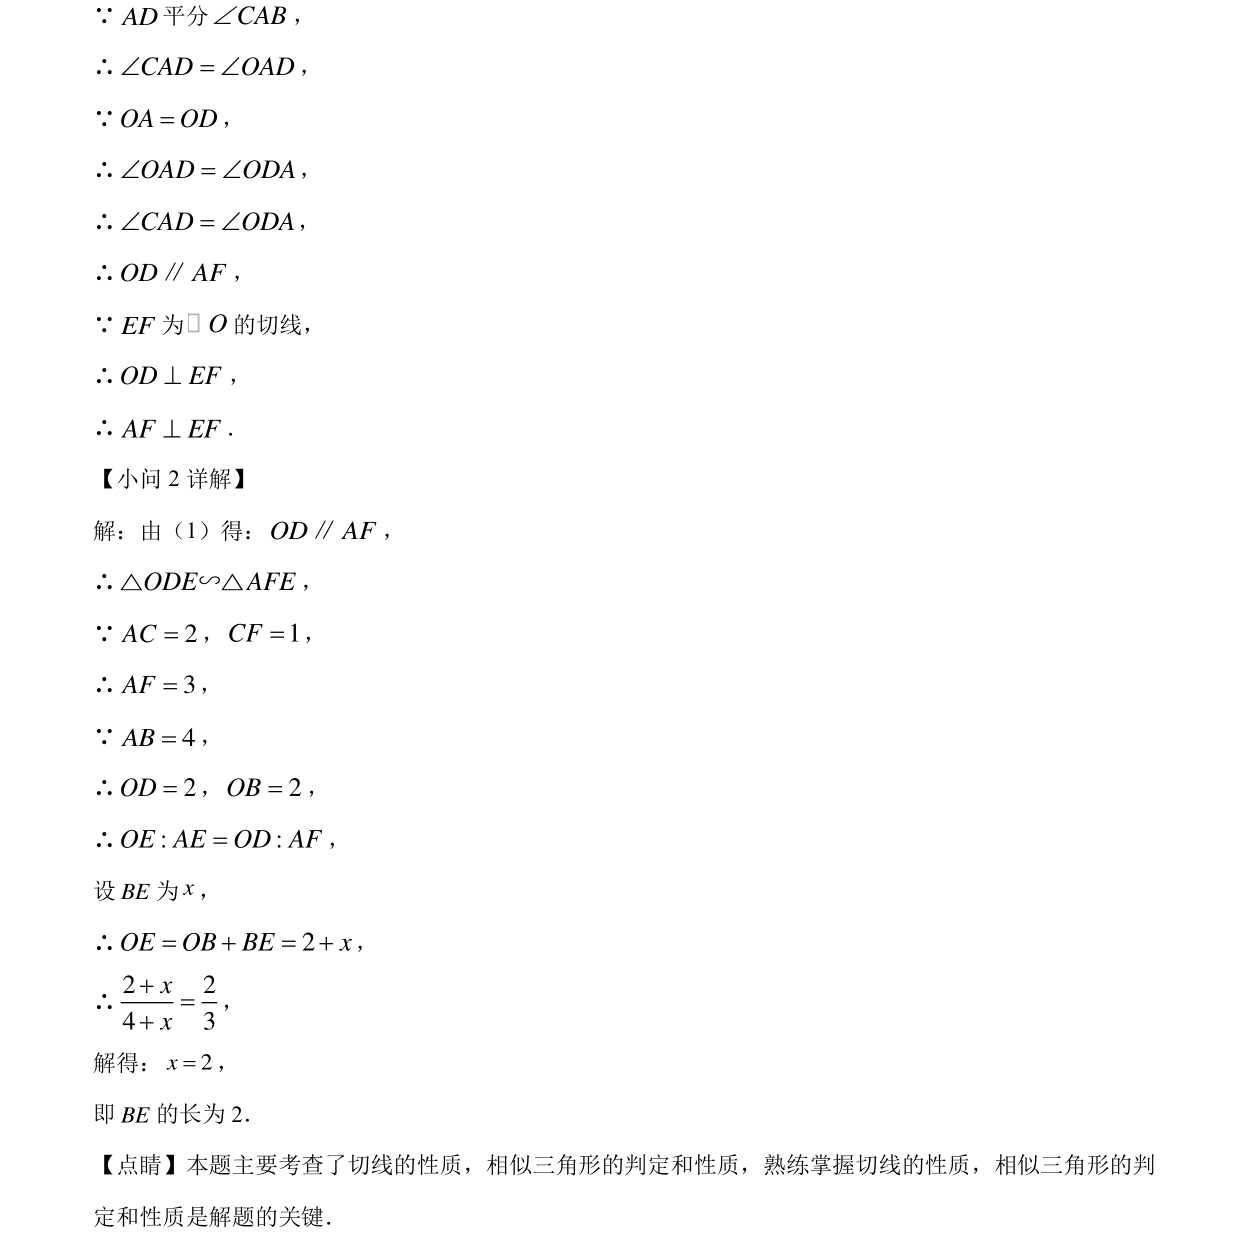 ∵ AD 平分∠CAB，
∴ ∠CAD = ∠OAD，
∵ OA = OD，
∴ ∠OAD = ∠ODA，
∴ ∠CAD = ∠ODA，
∴ OD // AF，
∵ EF 为□ O 的切线，
∴ OD ⊥ EF，
∴ AF ⊥ EF．
【小问 2 详解】
解：由（1）得：OD // AF，
∴ △ODE∽△AFE，
∵ AC = 2，CF = 1，
∴ AF = 3，
∵ AB = 4，
∴ OD = 2，OB = 2，
∴ OE : AE = OD : AF，
设 BE 为 x，
∴ OE = OB + BE = 2 + x，
∴ (2 + x)/(4 + x) = 2/3，
解得：x = 2，
即 BE 的长为 2．
【点睛】本题主要考查了切线的性质，相似三角形的判定和性质，熟练掌握切线的性质，相似三角形的判
定和性质是解题的关键．